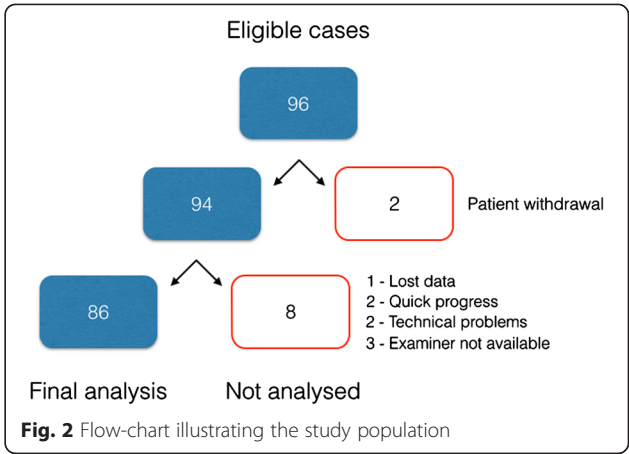 Eligible cases
96
94
2
Patient withdrawal
86
8
1 - Lost data
2 - Quick progress
2 - Technical problems
3 - Examiner not available
Final analysis
Not analysed
Fig. 2 Flow-chart illustrating the study population